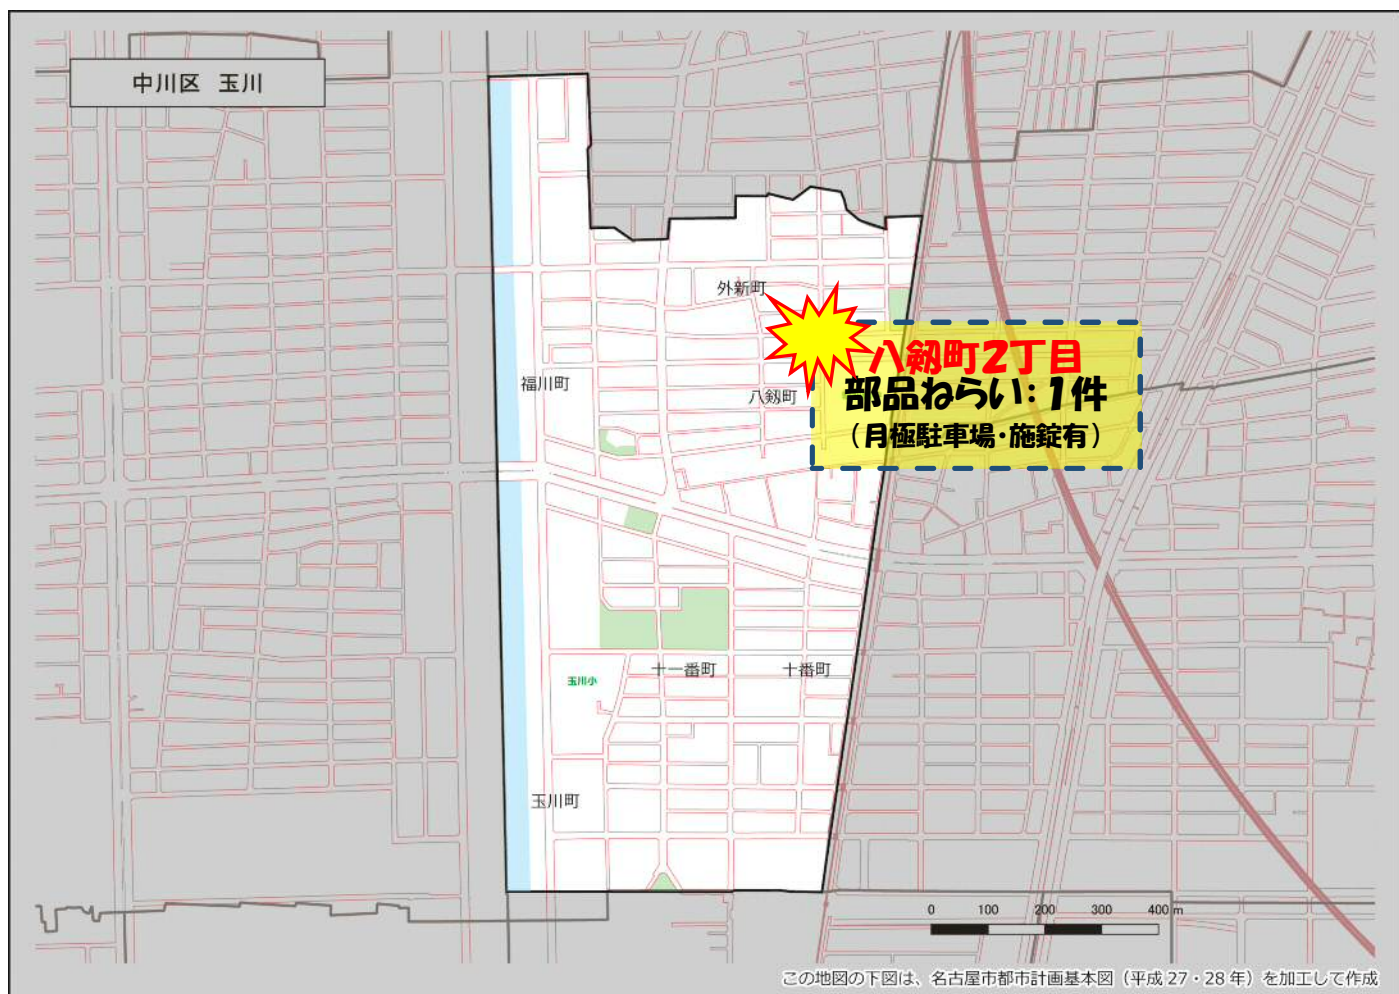 中川区 玉川
外新町
八剱町2丁目
部品ねらい:1件
(月極駐車場・施錠有)
福川町
八剱町
十一番町
十番町
玉川小
玉川町
0 100 200 300 400 m
この地図の下図は、名古屋市都市計画基本図(平成27・28年)を加工して作成